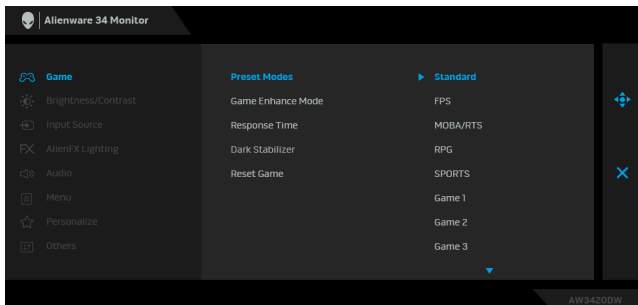 Alienware 34 Monitor
Game
Preset Modes
Standard
Brightness/Contrast
Game Enhance Mode
FPS
Input Source
Response Time
MOBA/RTS
AlienFX Lighting
Dark Stabilizer
RPG
Audio
Reset Game
SPORTS
Menu
Game 1
Personalize
Game 2
Others
Game 3
AW3420DW